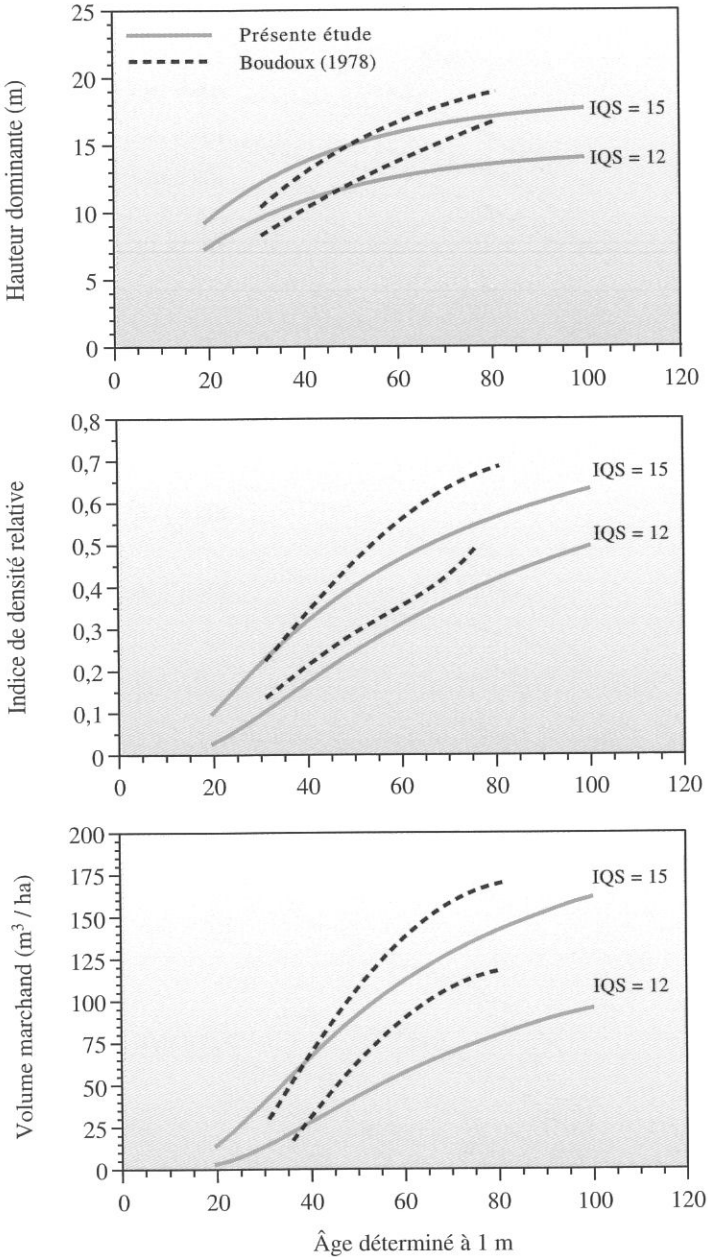 25
20
15
10
5
0
Hauteur dominante (m)
Présente étude
Boudoux (1978)
IQS = 15
IQS = 12
0 20 40 60 80 100 120
0,8
0,7
0,6
0,5
0,4
0,3
0,2
0,1
0
Indice de densité relative
IQS = 15
IQS = 12
0 20 40 60 80 100 120
200
175
150
125
100
75
50
25
0
Volume marchand (m³ / ha)
IQS = 15
IQS = 12
0 20 40 60 80 100 120
Âge déterminé à 1 m